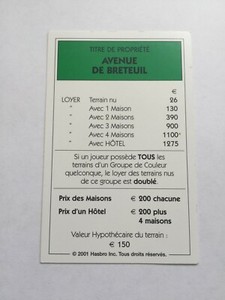 TITRE DE PROPRIÉTÉ
AVENUE
DE BRETEUIL
€
LOYER Terrain nu 26
" Avec 1 Maison 130
" Avec 2 Maisons 390
" Avec 3 Maisons 900
" Avec 4 Maisons 1100
" Avec HÔTEL 1275
Si un joueur possède TOUS les
terrains d'un Groupe de Couleur
quelconque, le loyer des terrains nus
de ce groupe est doublé.
Prix des Maisons € 200 chacune
Prix d'un Hôtel € 200 plus
4 maisons
Valeur Hypothécaire du terrain :
€ 150
© 2001 Hasbro Inc. Tous droits réservés.